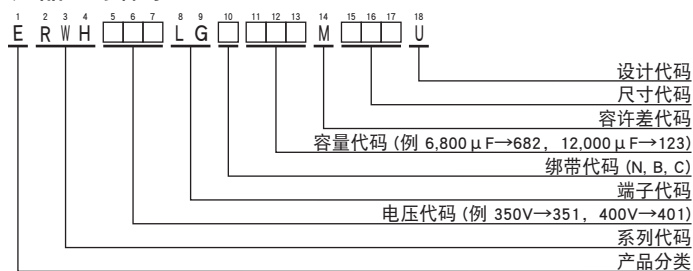 1 2 3 4 5 6 7 8 9 10 11 12 13 14 15 16 17 18
E R W H □□□ L G □ □□□ M □□□ U
设计代码
尺寸代码
容许差代码
容量代码 (例 6,800μF→682, 12,000μF→123)
绑带代码 (N, B, C)
端子代码
电压代码 (例 350V→351, 400V→401)
系列代码
产品分类